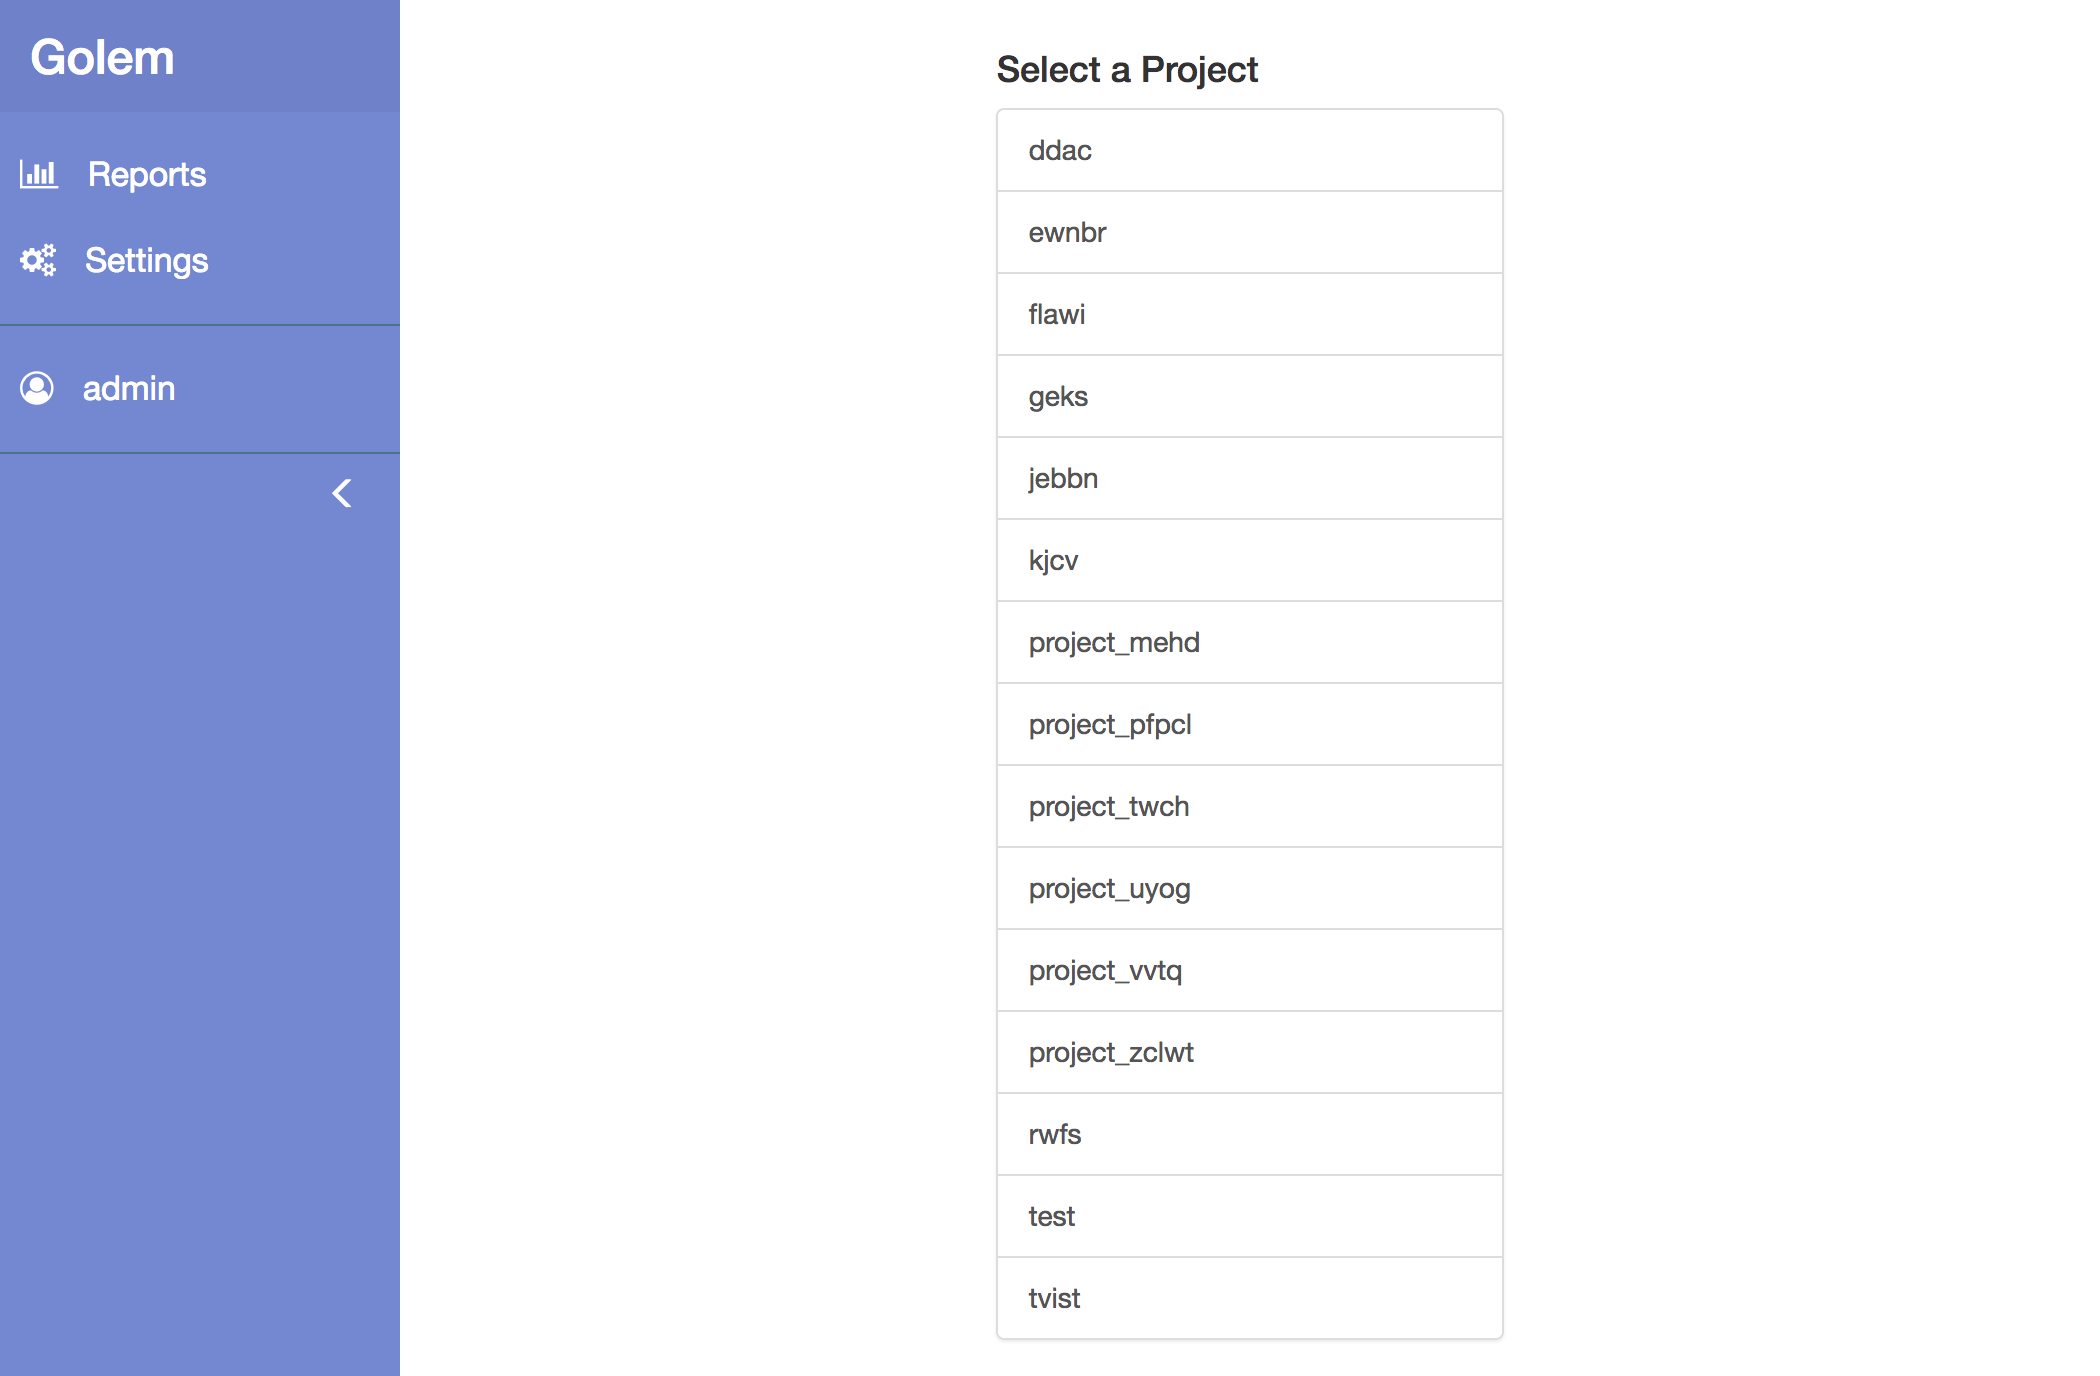 Golem
Reports
Settings
admin
Select a Project
ddac
ewnbr
flawi
geks
jebbn
kjcv
project_mehd
project_pfpcl
project_twch
project_uyog
project_vvtq
project_zclwt
rwfs
test
tvist